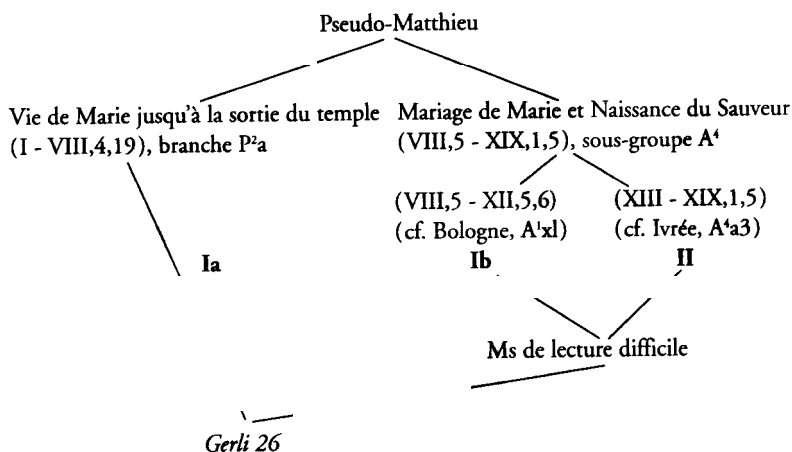 Pseudo-Matthieu
Vie de Marie jusqu'à la sortie du temple
(I - VIII,4,19), branche P²a
Mariage de Marie et Naissance du Sauveur
(VIII,5 - XIX,1,5), sous-groupe A⁴
(VIII,5 - XII,5,6)
(cf. Bologne, A¹xl)
Ib
(XIII - XIX,1,5)
(cf. Ivrée, A⁴a3)
II
Ia
Ms de lecture difficile
Gerli 26